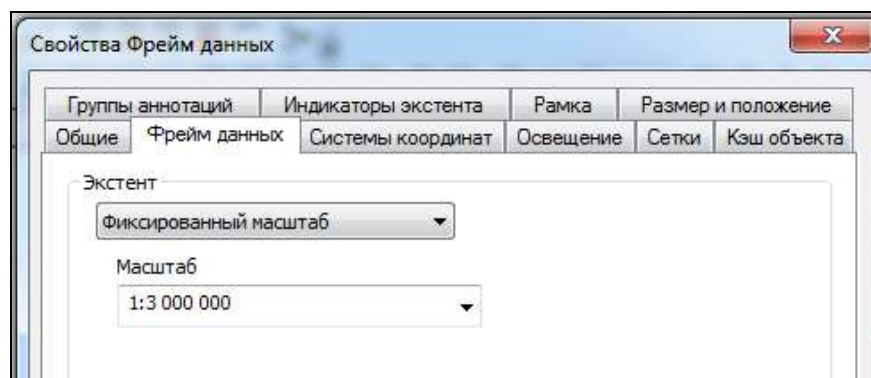 Свойства Фрейм данных
Группы аннотаций Индикаторы экстента Рамка Размер и положение
Общие Фрейм данных Системы координат Освещение Сетки Кэш объекта
Экстент
Фиксированный масштаб
Масштаб
1:3 000 000